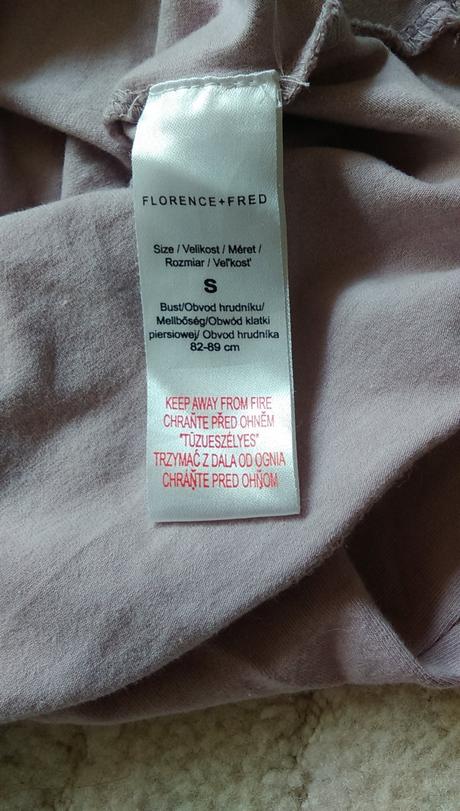 FLORENCE+FRED
Size / Velikost / Méret /
Rozmiar / Veľkosť
S
Bust/Obvod hrudníku/
Mellbőség/Obwód klatki
piersiowej/ Obvod hrudníka
82-89 cm
KEEP AWAY FROM FIRE
CHRAŇTE PŘED OHNĚM
"TŰZUESZÉLYES"
TRZYMAĆ Z DALA OD OGNIA
CHRÁŇTE PRED OHŇOM